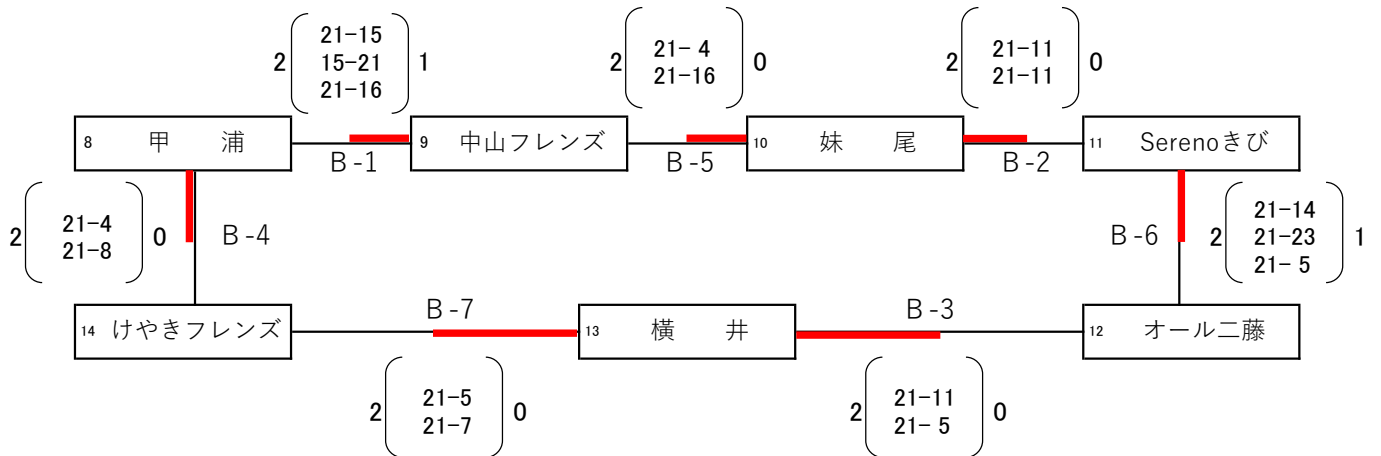 2 21-15 15-21 21-16 1
2 21- 4 21-16 0
2 21-11 21-11 0
8 甲 浦
B-1
9 中山フレンズ
B-5
10 妹 尾
B-2
11 Serenoきび
2 21-4 21-8 0
B-4
B-6
2 21-14 21-23 21- 5 1
14 けやきフレンズ
B-7
13 横 井
B-3
12 オール二藤
2 21-5 21-7 0
2 21-11 21- 5 0